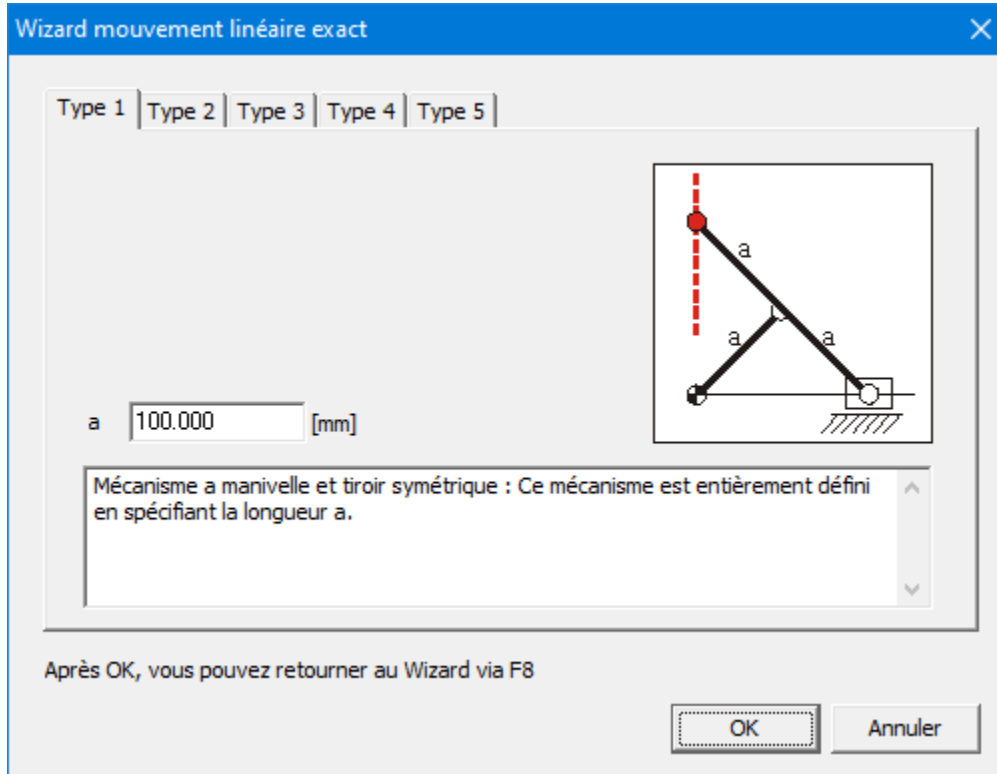 Wizard mouvement linéaire exact
Type 1 Type 2 Type 3 Type 4 Type 5
a
a a
a 100.000 [mm]
Mécanisme a manivelle et tiroir symétrique : Ce mécanisme est entièrement défini
en spécifiant la longueur a.
Après OK, vous pouvez retourner au Wizard via F8
OK Annuler